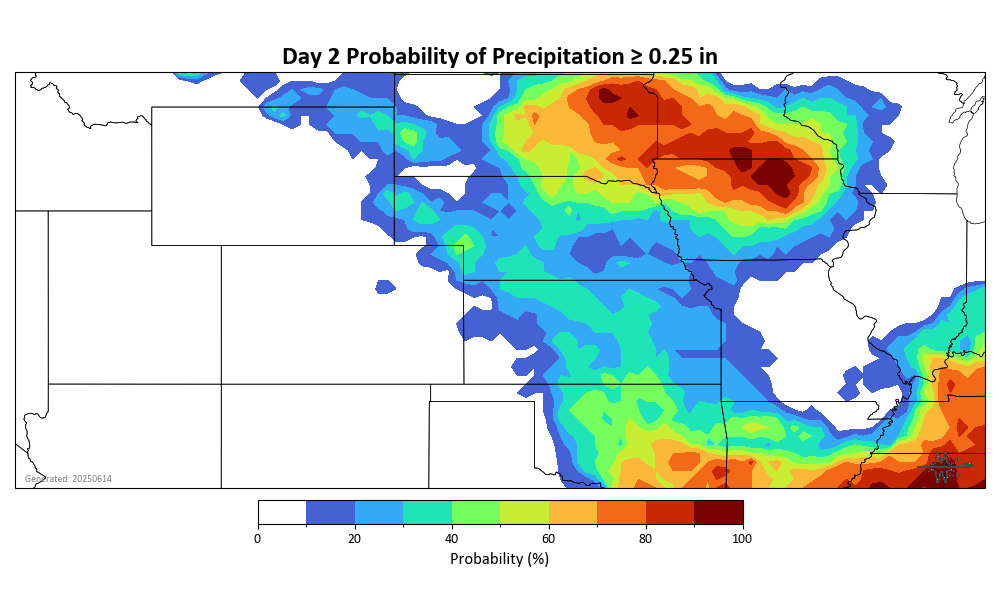 Day 2 Probability of Precipitation ≥ 0.25 in
Generated: 20250614
0 20 40 60 80 100
Probability (%)